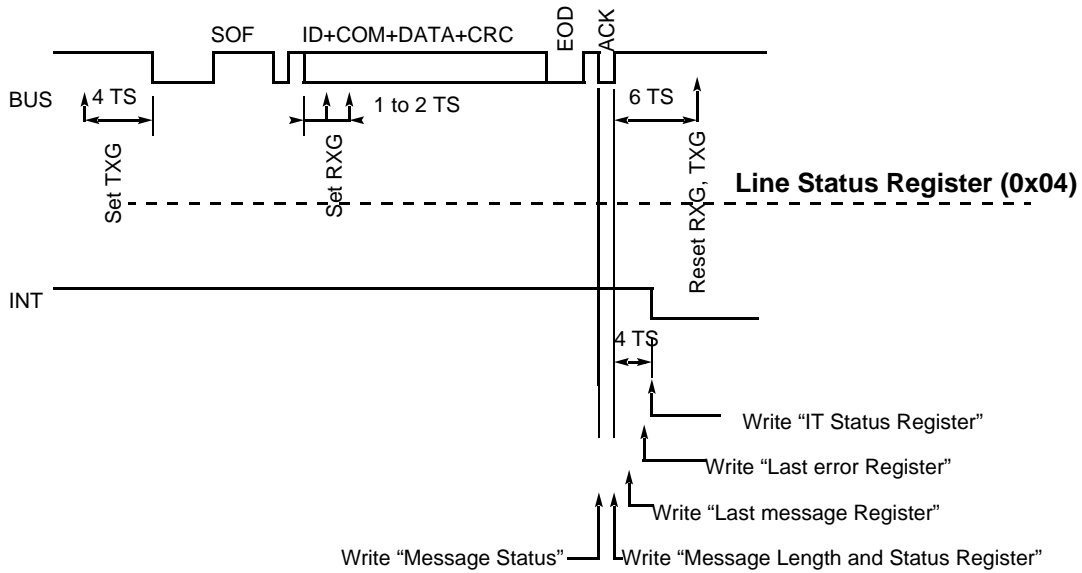 SOF
ID+COM+DATA+CRC
EOD
ACK
BUS
4 TS
1 to 2 TS
6 TS
Set TXG
Set RXG
Reset RXG, TXG
Line Status Register (0x04)
INT
4 TS
Write “IT Status Register”
Write “Last error Register”
Write “Last message Register”
Write “Message Status”
Write “Message Length and Status Register”